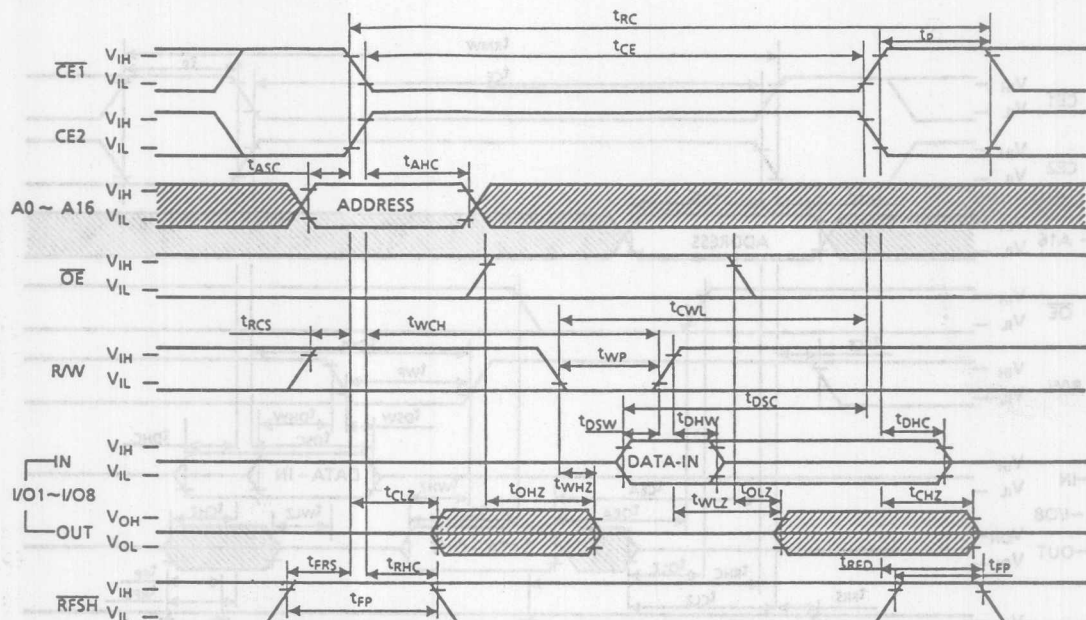 tRC
tCE
tP
CE1
VIH
VIL
CE2
VIH
VIL
tASC
tAHC
A0 ~ A16
VIH
VIL
ADDRESS
OE
VIH
VIL
tCWL
tRCS
tWCH
R/W
VIH
VIL
tWP
tDSC
tDSW
tDHW
tDHC
IN
VIH
VIL
DATA-IN
I/O1~I/O8
tWHZ
tCLZ
tOHZ
tWLZ
tOLZ
tCHZ
OUT
VOH
VOL
tFRS
tRHC
tRFD
tFP
RFSH
VIH
VIL
tFP